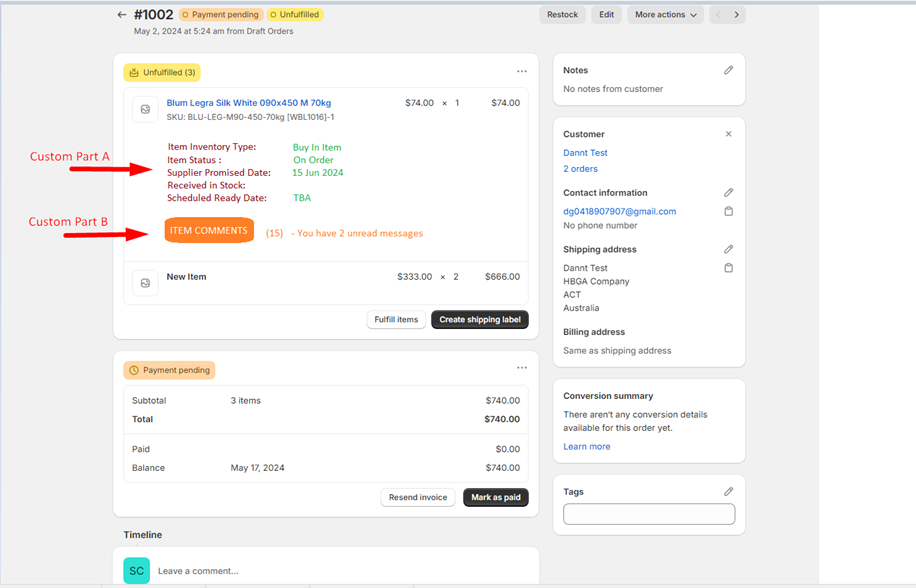 #1002 Payment pending Unfulfilled Restock Edit More actions
May 2, 2024 at 5:24 am from Draft Orders
Unfulfilled (3)
Blum Legra Silk White 090x450 M 70kg $74.00 × 1 $74.00
SKU: BLU-LEG-M90-450-70kg [WBL1016]-1
Custom Part A
Item Inventory Type: Buy In Item
Item Status : On Order
Supplier Promised Date: 15 Jun 2024
Received in Stock:
Scheduled Ready Date: TBA
Custom Part B
ITEM COMMENTS (15) - You have 2 unread messages
New Item $333.00 × 2 $666.00
Fulfill items Create shipping label
Payment pending
Subtotal 3 items $740.00
Total $740.00
Paid $0.00
Balance May 17, 2024 $740.00
Resend invoice Mark as paid
Timeline
SC Leave a comment...
Notes
No notes from customer
Customer
Dannt Test
2 orders
Contact information
dg0418907907@gmail.com
No phone number
Shipping address
Dannt Test
HBGA Company
ACT
Australia
Billing address
Same as shipping address
Conversion summary
There aren't any conversion details
available for this order yet.
Learn more
Tags